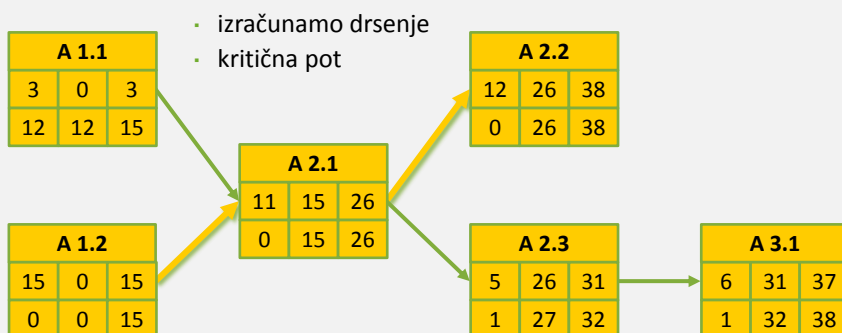 · izračunamo drsenje
· kritična pot
A 1.1
3 0 3
12 12 15
A 2.2
12 26 38
0 26 38
A 2.1
11 15 26
0 15 26
A 1.2
15 0 15
0 0 15
A 2.3
5 26 31
1 27 32
A 3.1
6 31 37
1 32 38